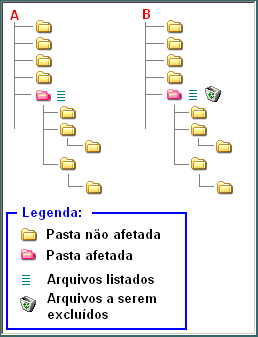 A
B
Legenda:
Pasta não afetada
Pasta afetada
Arquivos listados
Arquivos a serem
excluídos